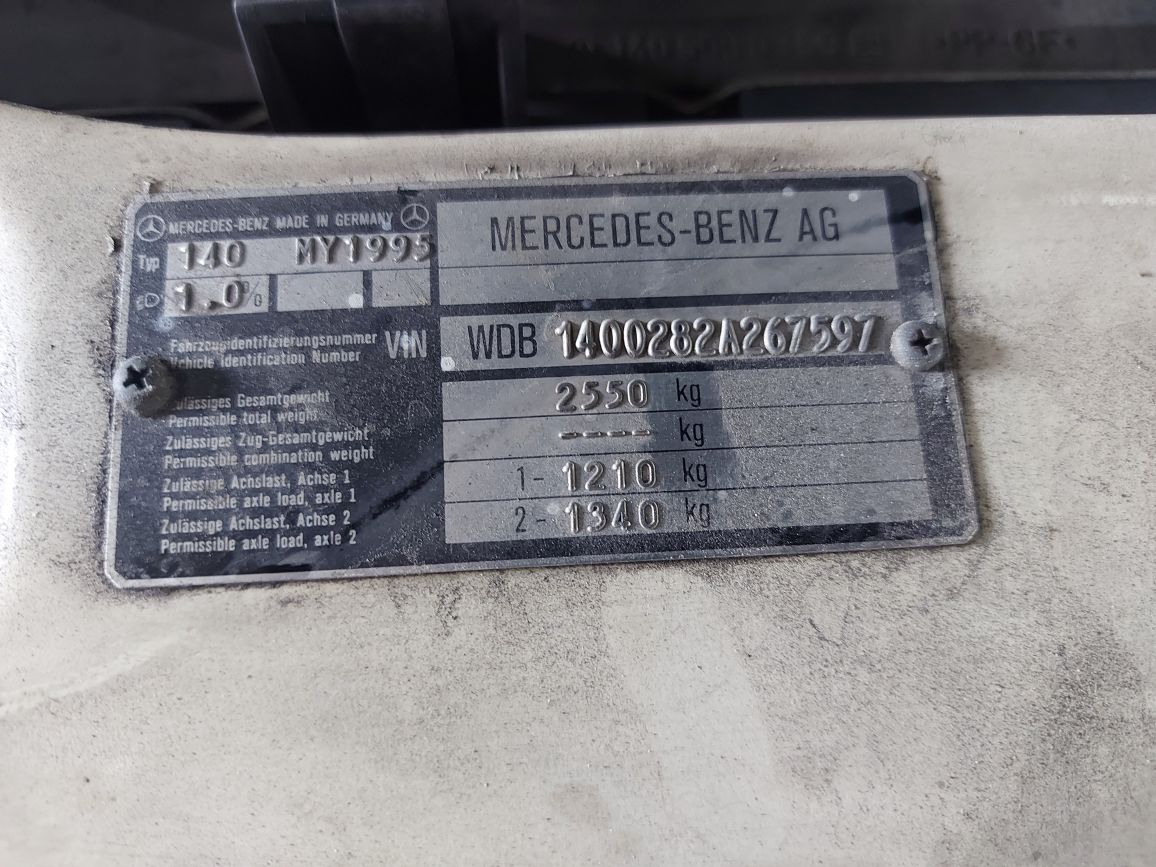 MERCEDES-BENZ MADE IN GERMANY
Typ 140 MY1995
1.0%
MERCEDES-BENZ AG
Fahrzeugidentifizierungsnummer
Vehicle Identification Number
VIN
WDB 1400282A267597
Zulässiges Gesamtgewicht
Permissible total weight
2550 kg
Zulässiges Zug-Gesamtgewicht
Permissible combination weight
---- kg
Zulässige Achslast, Achse 1
Permissible axle load, axle 1
1- 1210 kg
Zulässige Achslast, Achse 2
Permissible axle load, axle 2
2- 1340 kg